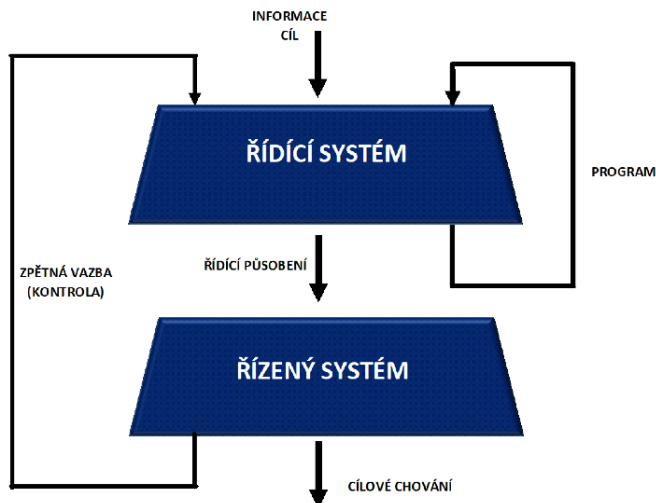 INFORMACE
CÍL
ŘÍDÍCÍ SYSTÉM
PROGRAM
ŘÍDÍCÍ PŮSOBENÍ
ZPĚTNÁ VAZBA
(KONTROLA)
ŘÍZENÝ SYSTÉM
CÍLOVÉ CHOVÁNÍ